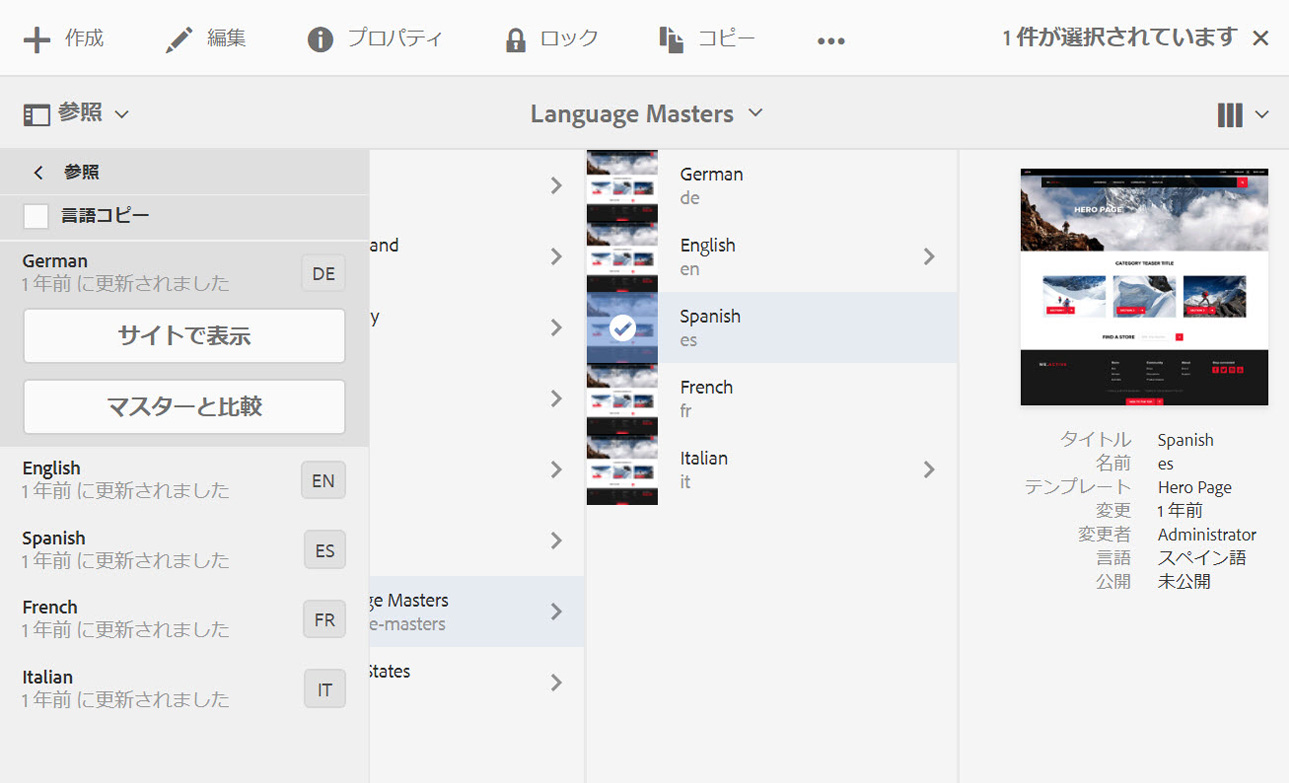 作成
編集
プロパティ
ロック
コピー
1 件が選択されています
参照
Language Masters
参照
言語コピー
German
1 年前 に更新されました
DE
サイトで表示
マスターと比較
English
1 年前 に更新されました
EN
Spanish
1 年前 に更新されました
ES
French
1 年前 に更新されました
FR
Italian
1 年前 に更新されました
IT
and
y
ge Masters
e-masters
States
German
de
English
en
Spanish
es
French
fr
Italian
it
HERO PAGE
CATEGORY TEASER TITLE
FIND A STORE
タイトル Spanish
名前 es
テンプレート Hero Page
変更 1 年前
変更者 Administrator
言語 スペイン語
公開 未公開